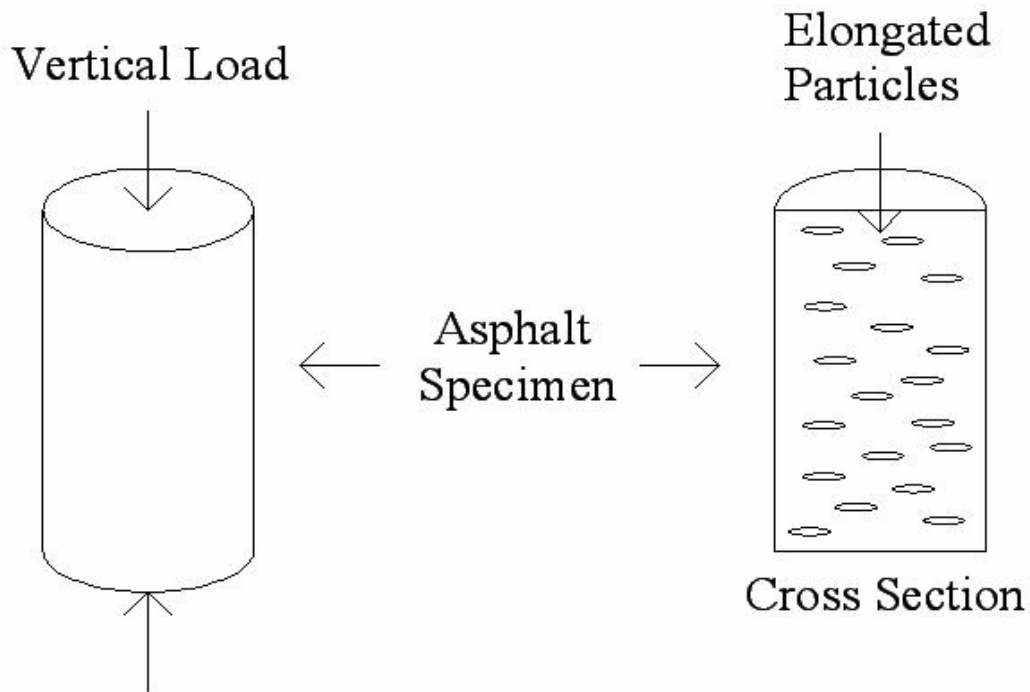 Vertical Load
Elongated
Particles
Asphalt
Specimen
Cross Section